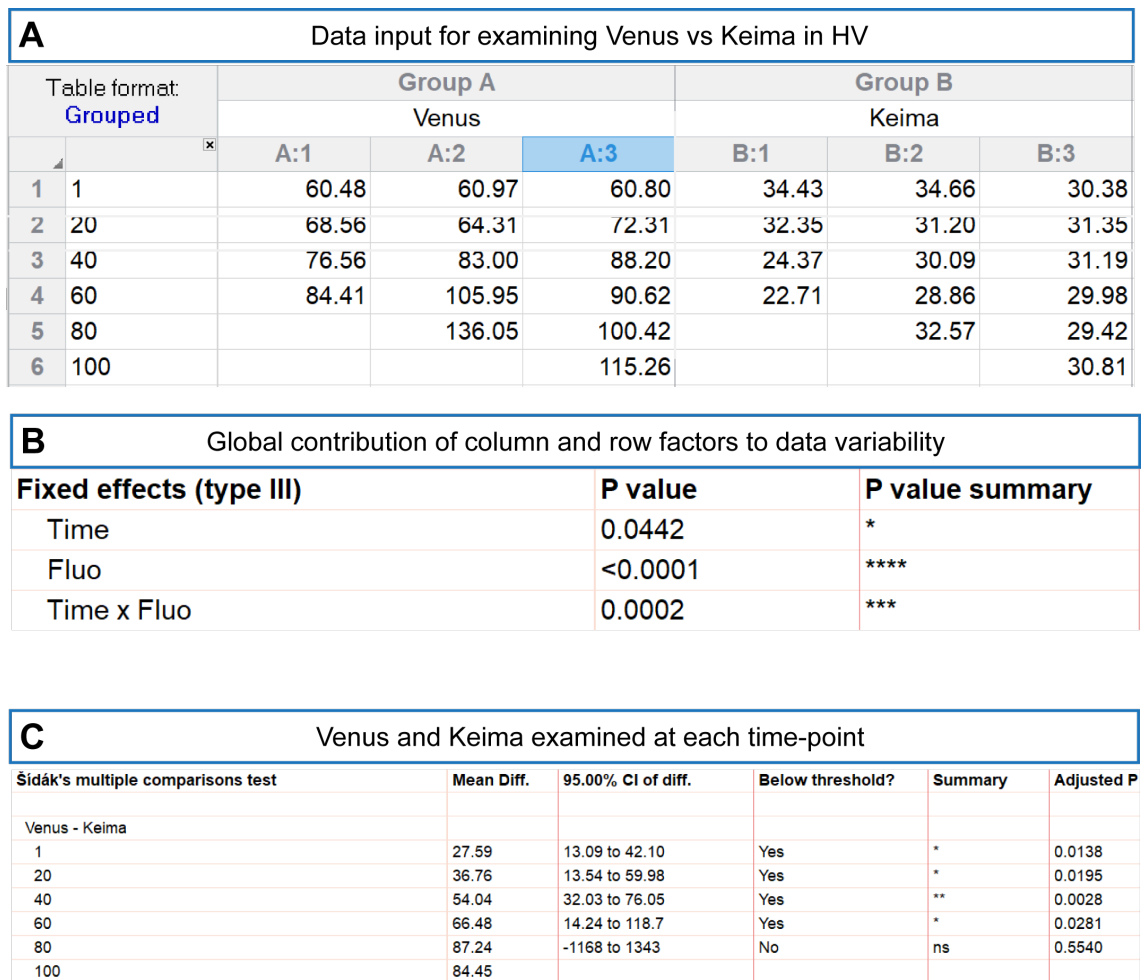 A Data input for examining Venus vs Keima in HV
Table format: Group A Group B
Grouped Venus Keima
A:1 A:2 A:3 B:1 B:2 B:3
1 1 60.48 60.97 60.80 34.43 34.66 30.38
2 20 68.56 64.31 72.31 32.35 31.20 31.35
3 40 76.56 83.00 88.20 24.37 30.09 31.19
4 60 84.41 105.95 90.62 22.71 28.86 29.98
5 80 136.05 100.42 32.57 29.42
6 100 115.26 30.81
B Global contribution of column and row factors to data variability
Fixed effects (type III) P value P value summary
Time 0.0442 *
Fluo <0.0001 ****
Time x Fluo 0.0002 ***
C Venus and Keima examined at each time-point
Šídák's multiple comparisons test Mean Diff. 95.00% CI of diff. Below threshold? Summary Adjusted P
Venus - Keima
1 27.59 13.09 to 42.10 Yes * 0.0138
20 36.76 13.54 to 59.98 Yes * 0.0195
40 54.04 32.03 to 76.05 Yes ** 0.0028
60 66.48 14.24 to 118.7 Yes * 0.0281
80 87.24 -1168 to 1343 No ns 0.5540
100 84.45